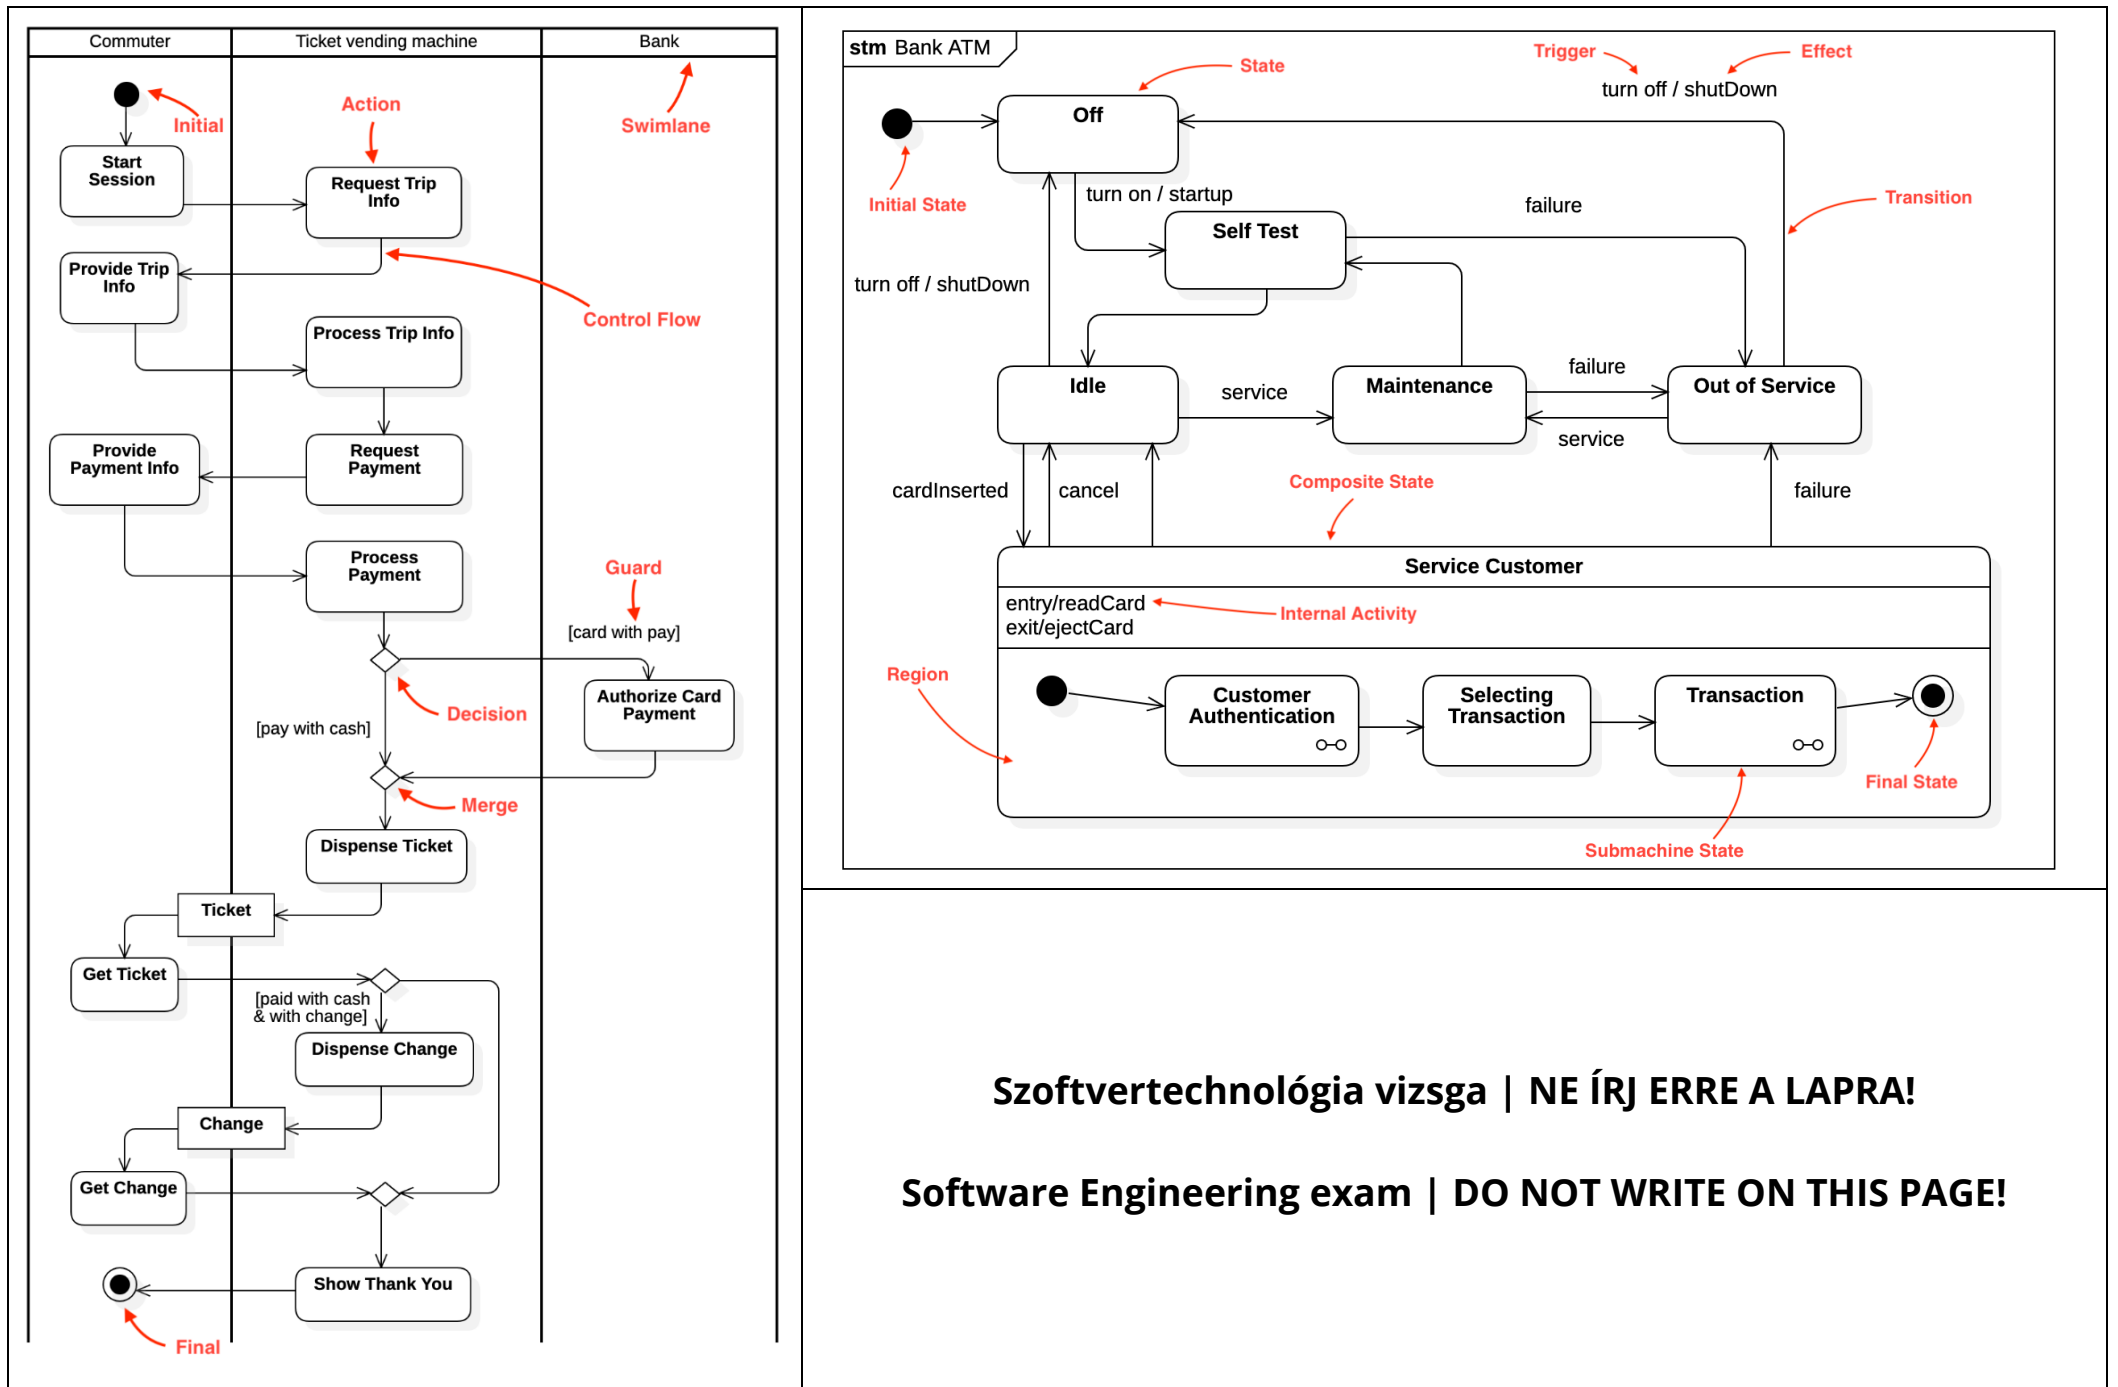 Commuter
Ticket vending machine
Bank
Initial
Action
Swimlane
Start
Session
Request Trip
Info
Provide Trip
Info
Control Flow
Process Trip Info
Provide
Payment Info
Request
Payment
Process
Payment
Guard
[card with pay]
Decision
Authorize Card
Payment
[pay with cash]
Merge
Dispense Ticket
Ticket
Get Ticket
[paid with cash
& with change]
Dispense Change
Change
Get Change
Show Thank You
Final
stm Bank ATM
State
Trigger
Effect
turn off / shutDown
Off
Initial State
turn on / startup
failure
Transition
Self Test
turn off / shutDown
Idle
service
Maintenance
failure
service
Out of Service
cardInserted
cancel
Composite State
failure
Service Customer
entry/readCard
exit/ejectCard
Internal Activity
Region
Customer
Authentication
Selecting
Transaction
Transaction
Final State
Submachine State
Szoftvertechnológia vizsga | NE ÍRJ ERRE A LAPRA!
Software Engineering exam | DO NOT WRITE ON THIS PAGE!